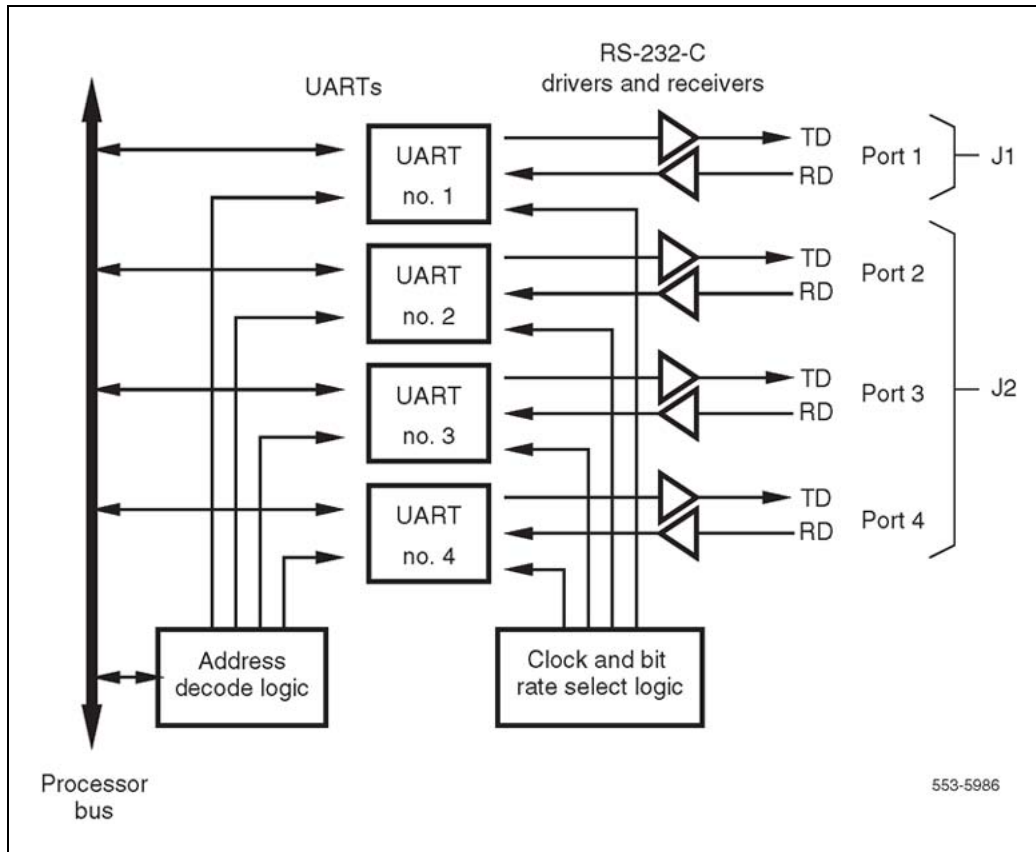 RS-232-C
drivers and receivers
UARTs
UART
no. 1
TD
RD
Port 1
J1
UART
no. 2
TD
RD
Port 2
UART
no. 3
TD
RD
Port 3
J2
UART
no. 4
TD
RD
Port 4
Address
decode logic
Clock and bit
rate select logic
Processor
bus
553-5986